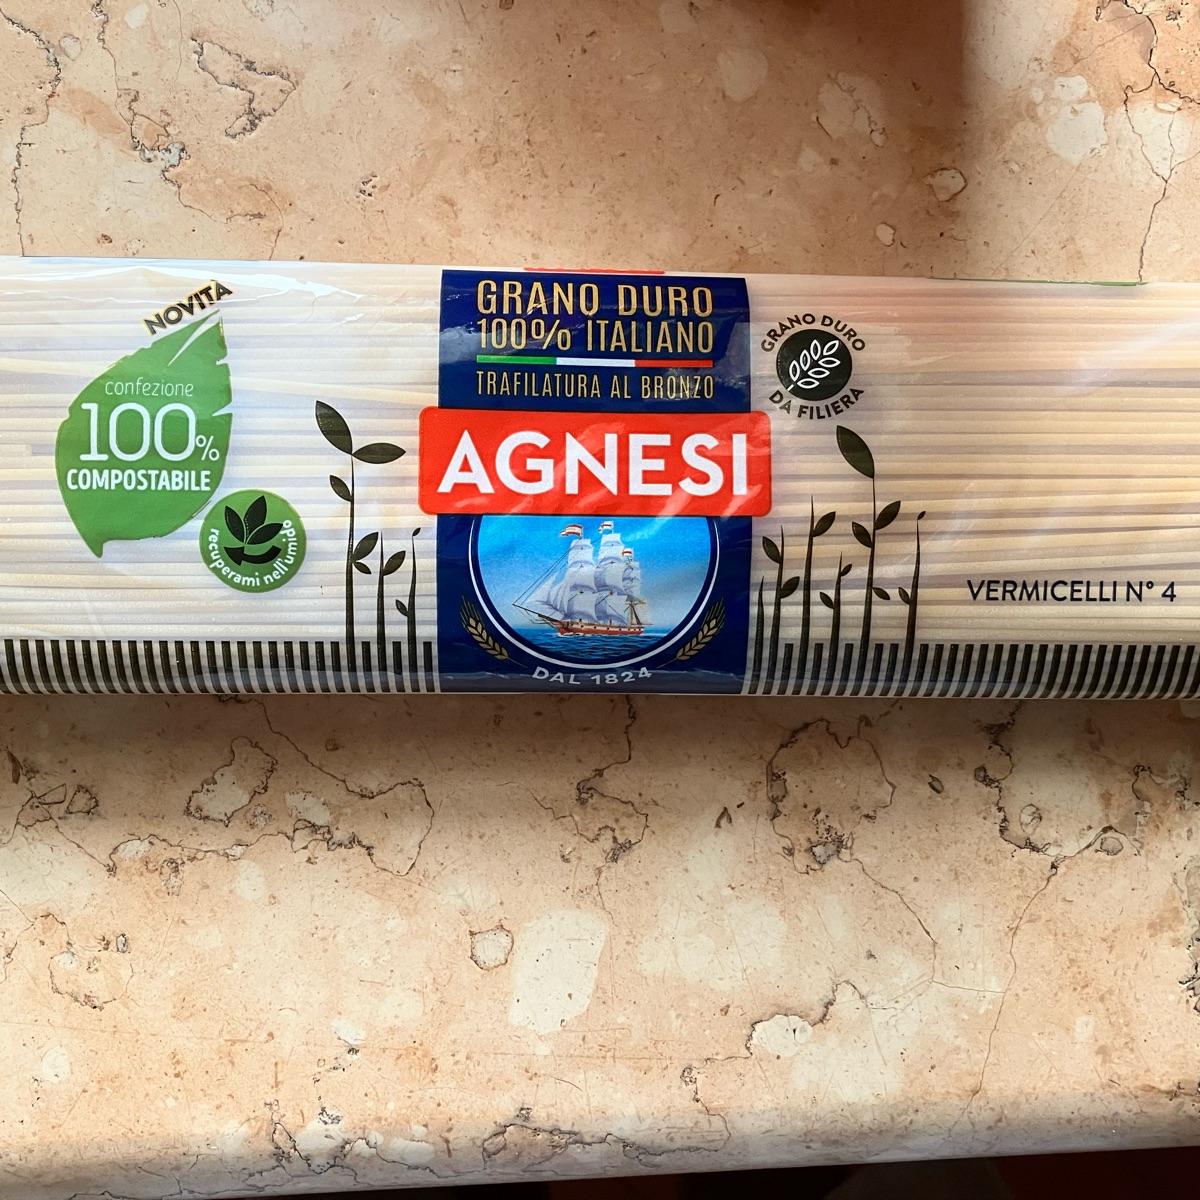 NOVITÀ
confezione
100%
COMPOSTABILE
recuperami nell'umido
GRANO DURO
100% ITALIANO
TRAFILATURA AL BRONZO
AGNESI
DAL 1824
GRANO DURO
DA FILIERA
VERMICELLI N° 4